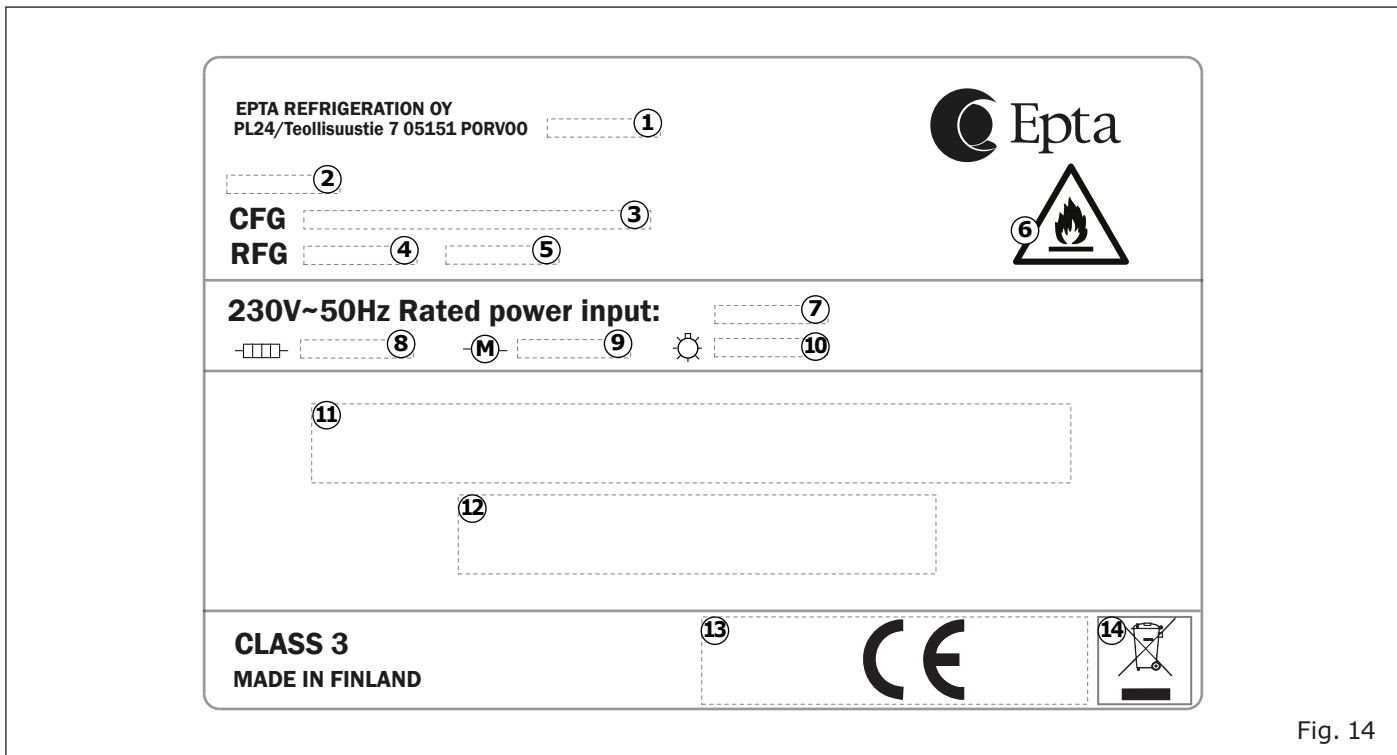 EPTA REFRIGERATION OY
PL24/Teollisuustie 7 05151 PORVOO 1
Epta
2
CFG 3
RFG 4 5
6
230V~50Hz Rated power input: 7
8 M 9 10
11
12
CLASS 3
MADE IN FINLAND
13 CE 14
Fig. 14